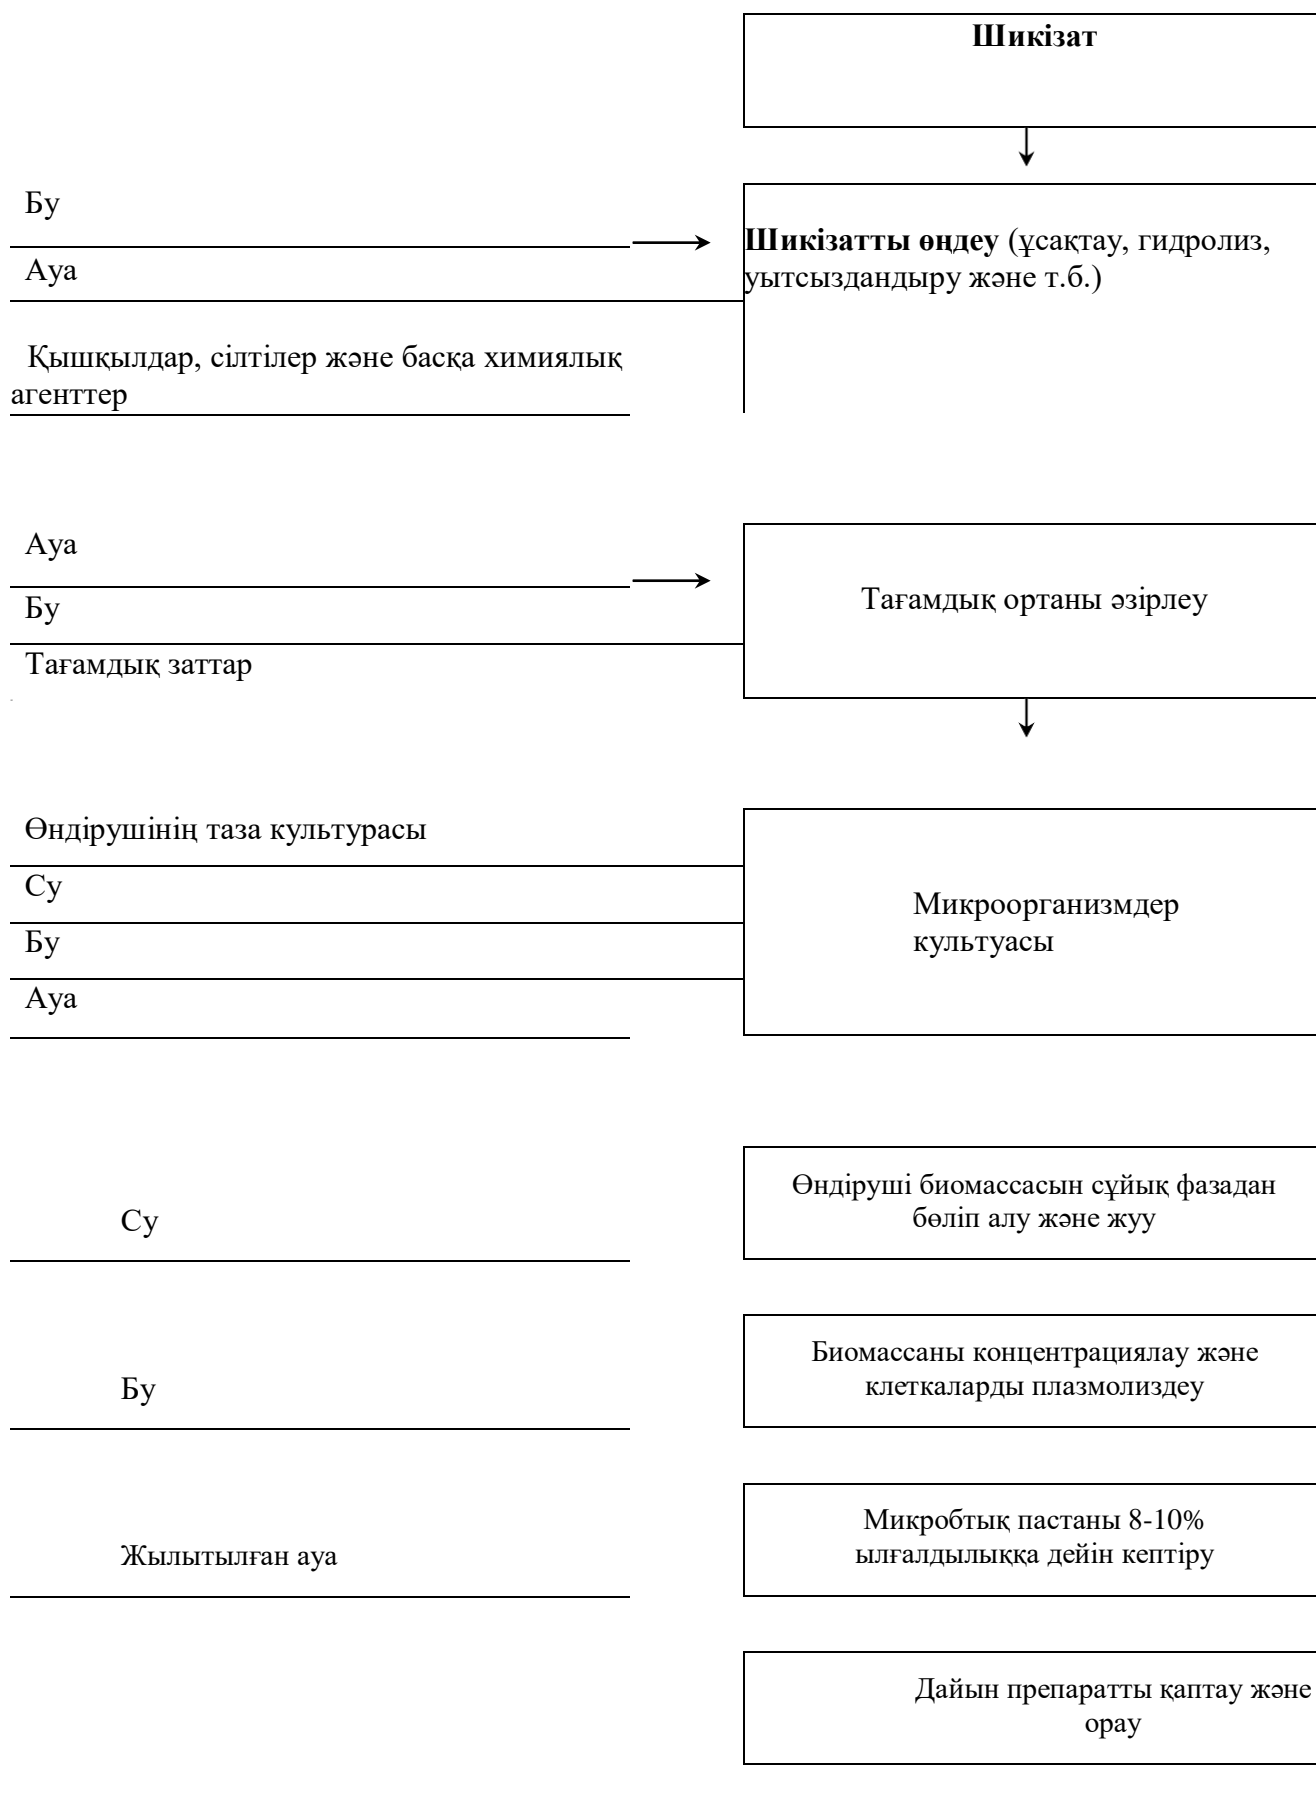 Шикізат
Бу
Ауа
Қышқылдар, сілтілер және басқа химиялық
агенттер
Шикізатты өңдеу (ұсақтау, гидролиз,
уытсыздандыру және т.б.)
Ауа
Бу
Тағамдық заттар
Тағамдық ортаны әзірлеу
Өндірушінің таза культурасы
Су
Бу
Ауа
Микроорганизмдер
культуасы
Су
Өндіруші биомассасын сұйық фазадан
бөліп алу және жуу
Бу
Биомассаны концентрациялау және
клеткаларды плазмолиздеу
Жылытылған ауа
Микробтық пастаны 8-10%
ылғалдылыққа дейін кептіру
Дайын препаратты қаптау және
орау